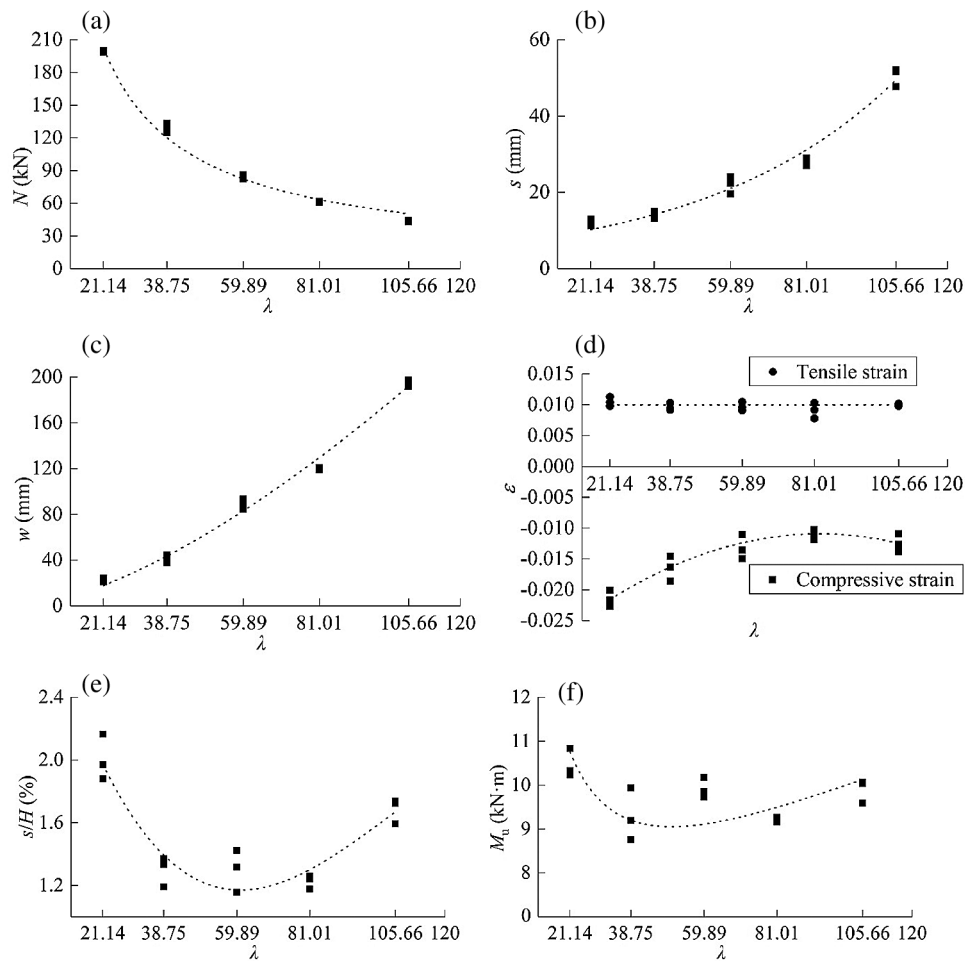 (a)
210
180
150
120
90
60
30
0
N (kN)
21.14 38.75 59.89 81.01 105.66 120
λ
(b)
60
40
20
0
s (mm)
21.14 38.75 59.89 81.01 105.66 120
λ
(c)
200
160
120
80
40
0
w (mm)
21.14 38.75 59.89 81.01 105.66 120
λ
(d)
Tensile strain
0.015
0.010
0.005
0.000
21.14 38.75 59.89 81.01 105.66 120
ε
-0.005
-0.010
-0.015
-0.020
-0.025
Compressive strain
λ
(e)
2.4
2.0
1.6
1.2
s/H (%)
21.14 38.75 59.89 81.01 105.66 120
λ
(f)
12
11
10
9
8
0
Mu (kN·m)
21.14 38.75 59.89 81.01 105.66 120
λ